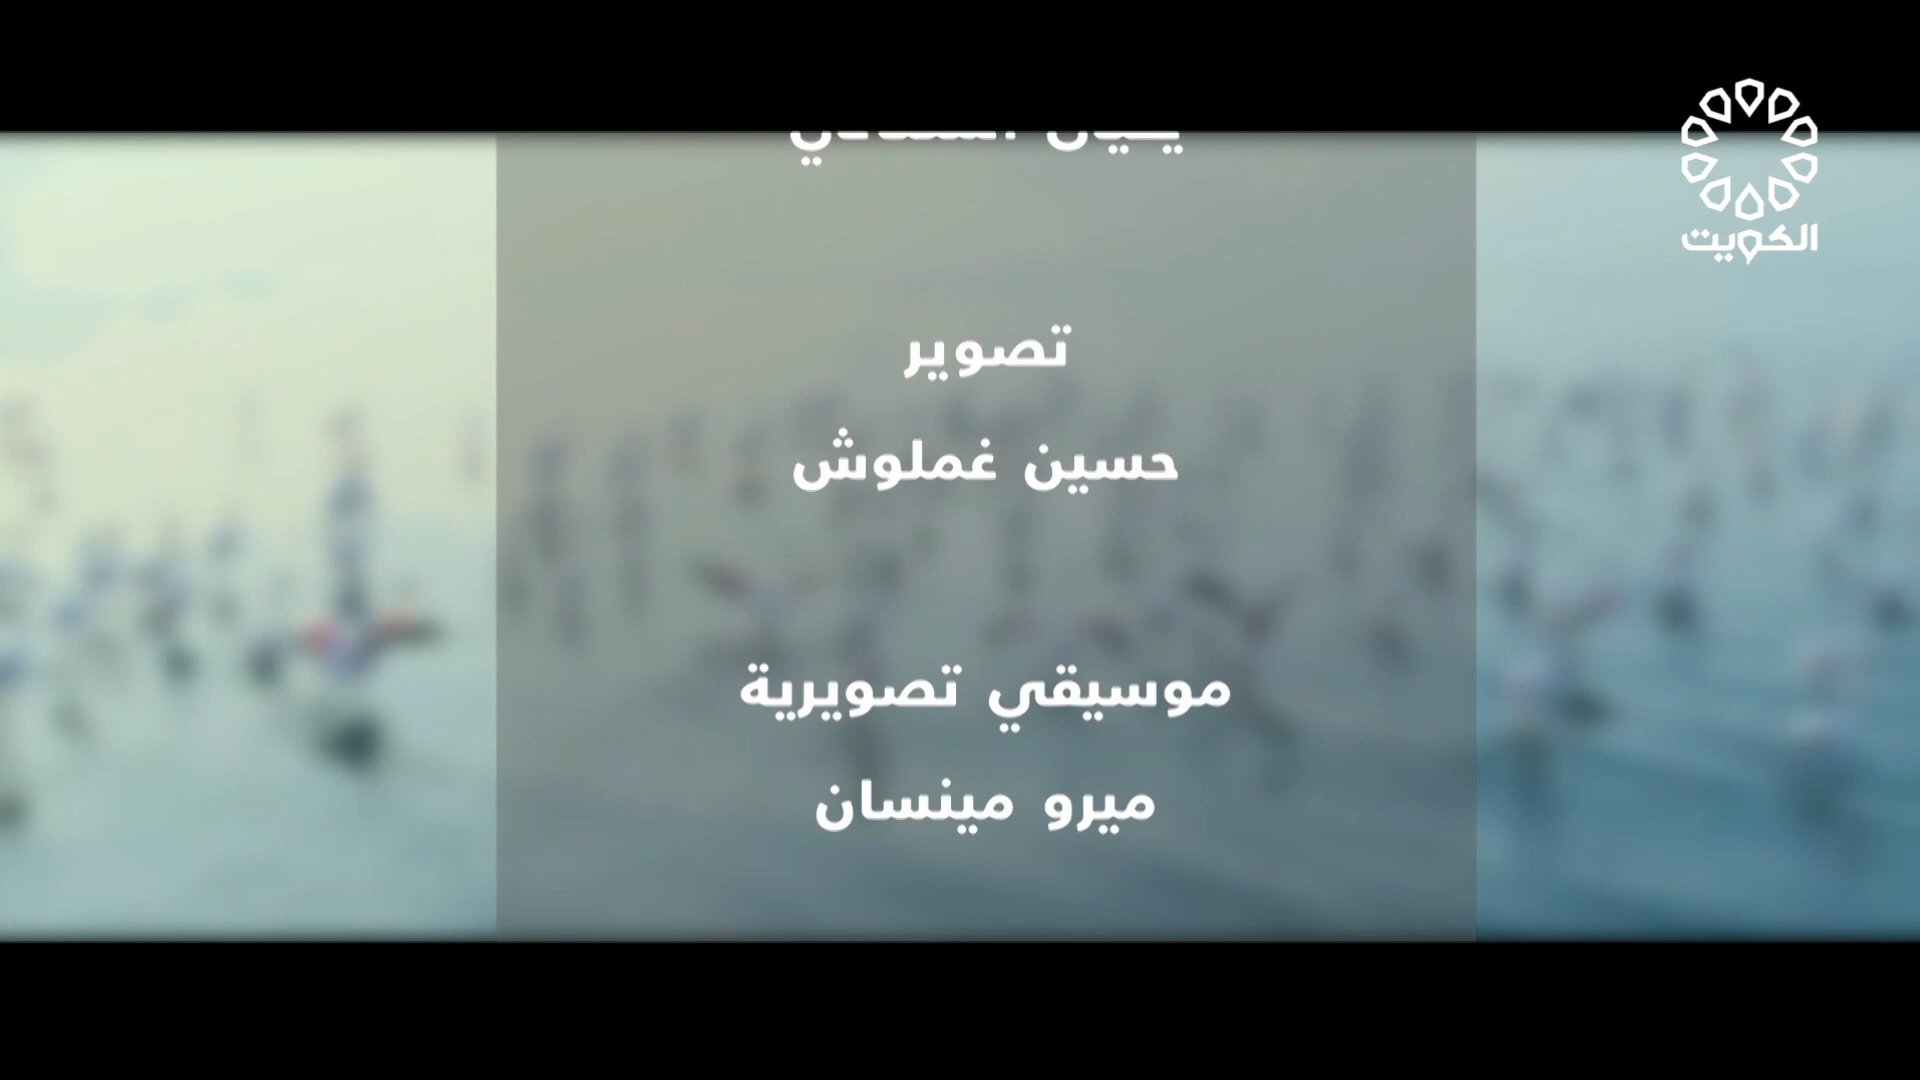 الكويت
تصوير
حسين غملوش
موسيقي تصويرية
ميرو مينسان